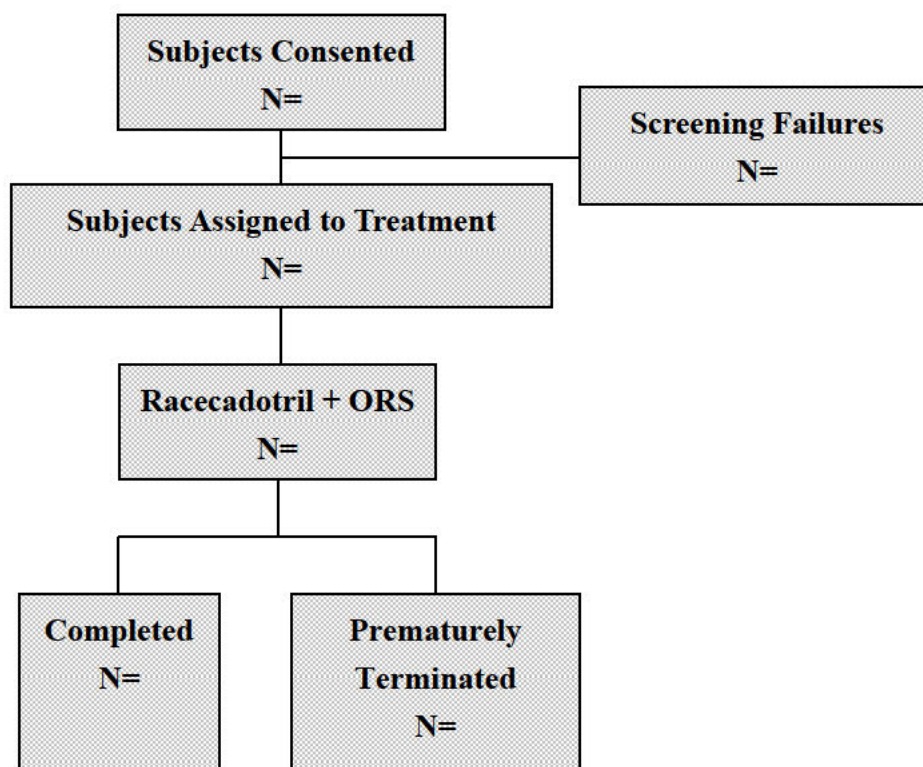 Subjects Consented
N=
Screening Failures
N=
Subjects Assigned to Treatment
N=
Racecadotril + ORS
N=
Completed
N=
Prematurely
Terminated
N=